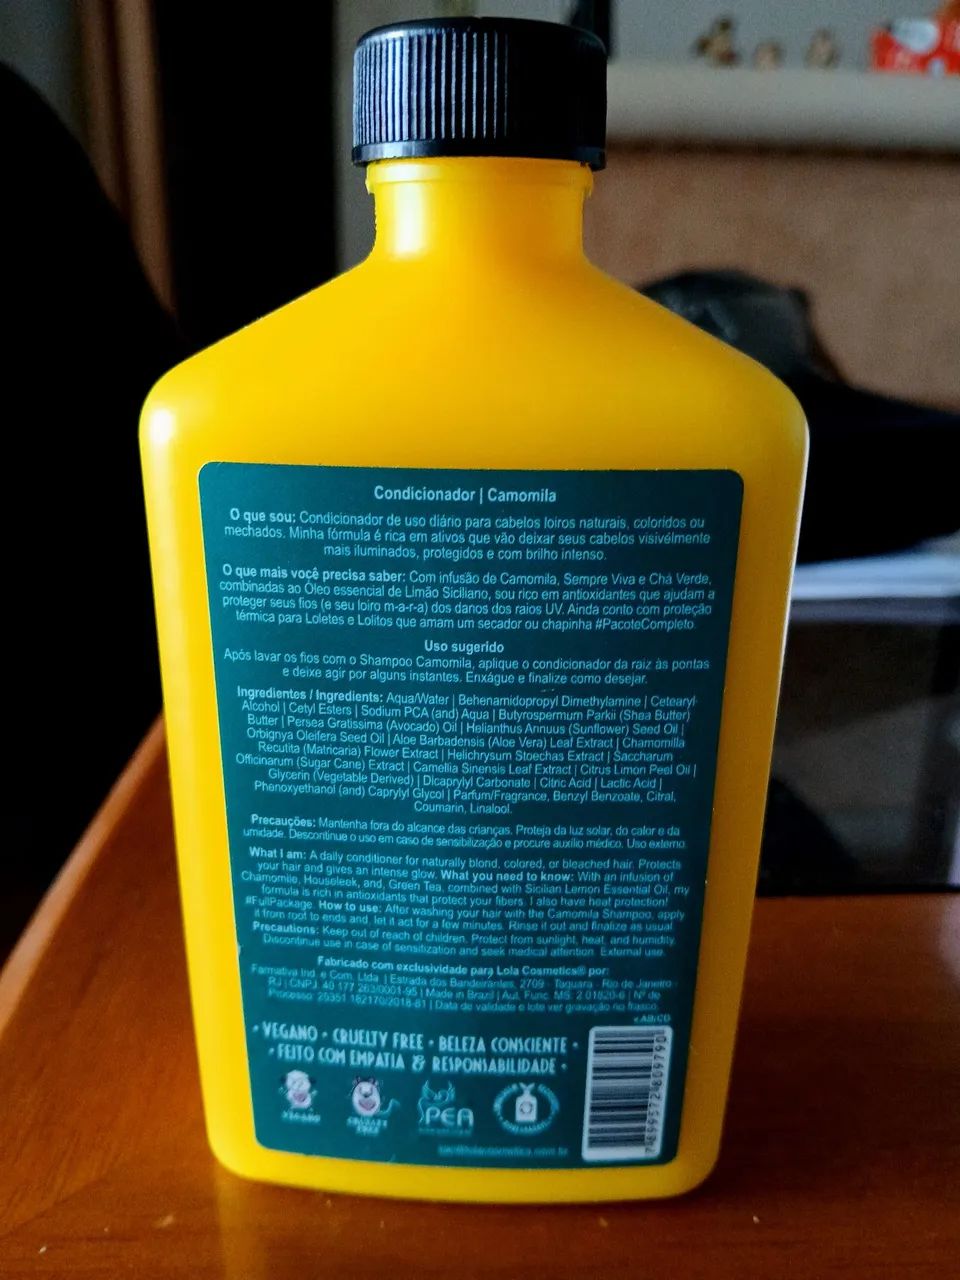 Condicionador | Camomila
O que sou: Condicionador de uso diário para cabelos loiros naturais, coloridos ou
mechados. Minha fórmula é rica em ativos que vão deixar seus cabelos visivélmente
mais iluminados, protegidos e com brilho intenso.
O que mais você precisa saber: Com infusão de Camomila, Sempre Viva e Chá Verde,
combinadas ao Óleo essencial de Limão Siciliano, sou rico em antioxidantes que ajudam a
proteger seus fios (e seu loiro m-a-r-a) dos danos dos raios UV. Ainda conto com proteção
térmica para Loletes e Lolitos que amam um secador ou chapinha #PacoteCompleto.
Uso sugerido
Após lavar os fios com o Shampoo Camomila, aplique o condicionador da raiz às pontas
e deixe agir por alguns instantes. Enxágue e finalize como desejar.
Ingredientes / Ingredients: Aqua/Water | Behenamidopropyl Dimethylamine | Cetearyl
Alcohol | Cetyl Esters | Sodium PCA (and) Aqua | Butyrospermum Parkii (Shea Butter)
Butter | Persea Gratissima (Avocado) Oil | Helianthus Annuus (Sunflower) Seed Oil |
Orbignya Oleifera Seed Oil | Aloe Barbadensis (Aloe Vera) Leaf Extract | Chamomilla
Recutita (Matricaria) Flower Extract | Helichrysum Stoechas Extract | Saccharum
Officinarum (Sugar Cane) Extract | Camellia Sinensis Leaf Extract | Citrus Limon Peel Oil |
Glycerin (Vegetable Derived) | Dicaprylyl Carbonate | Citric Acid | Lactic Acid |
Phenoxyethanol (and) Caprylyl Glycol | Parfum/Fragrance, Benzyl Benzoate, Citral,
Coumarin, Linalool.
Precauções: Mantenha fora do alcance das crianças. Proteja da luz solar, do calor e da
umidade. Descontinue o uso em caso de sensibilização e procure auxílio médico. Uso externo.
What I am: A daily conditioner for naturally blond, colored, or bleached hair. Protects
your hair and gives an intense glow. What you need to know: With an infusion of
Chamomile, Houseleek, and, Green Tea, combined with Sicilian Lemon Essential Oil, my
formula is rich in antioxidants that protect your fibers. I also have heat protection!
#FullPackage. How to use: After washing your hair with the Camomila Shampoo, apply
it from root to ends and, let it act for a few minutes. Rinse it out and finalize as usual
Precautions: Keep out of reach of children. Protect from sunlight, heat, and humidity.
Discontinue use in case of sensitization and seek medical attention. External use.
Fabricado com exclusividade para Lola Cosmetics® por:
Farmativa Ind. e Com. Ltda. | Estrada dos Bandeirantes, 2709 - Taquara - Rio de Janeiro -
RJ | CNPJ: 40.177.263/0001-95 | Made in Brazil | Aut. Func. MS: 2.01820-6 | Nº de
Processo: 25351.182170/2018-81 | Data de validade e lote ver gravação no frasco.
• VEGANO • CRUELTY FREE • BELEZA CONSCIENTE •
• FEITO COM EMPATIA & RESPONSABILIDADE •
VEGANO
CRUELTY FREE
PEA
7899572809790